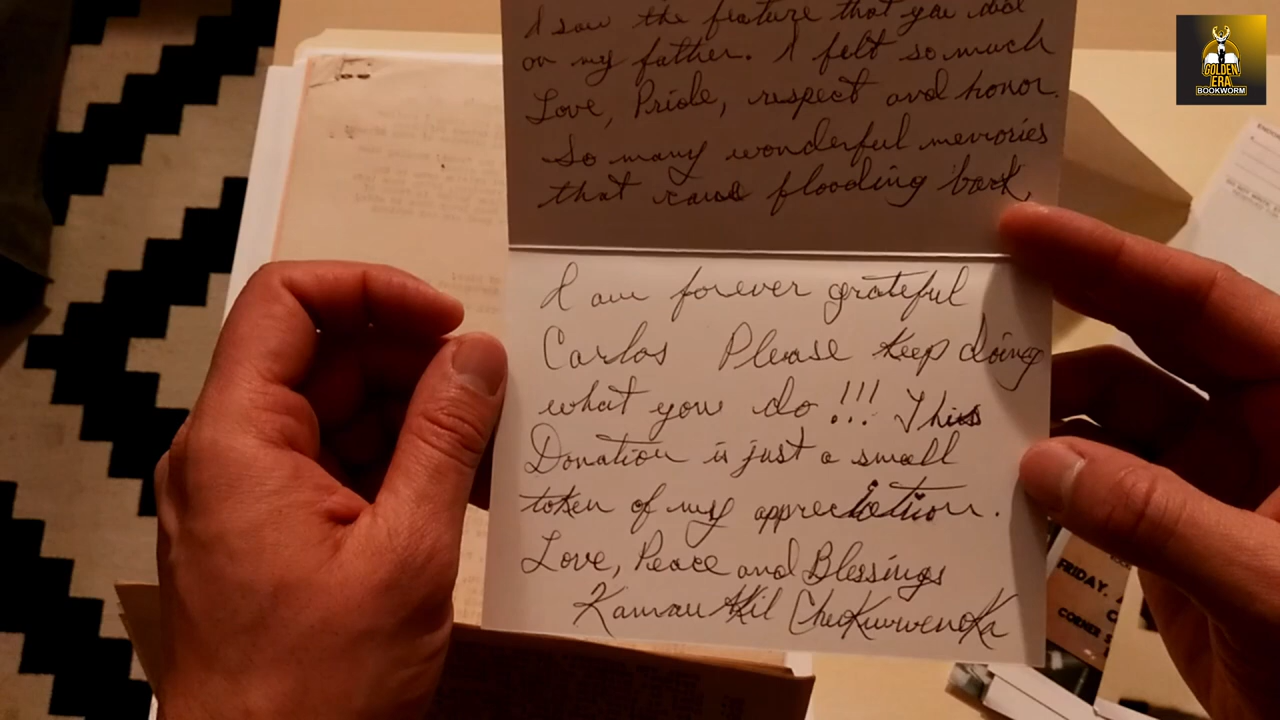 I saw the feature that you did
on my father. I felt so much
Love, Pride, respect and honor.
So many wonderful memories
that came flooding back
I am forever grateful
Carlos Please keep doing
what you do!!! This
Donation is just a small
token of my appreciation.
Love, Peace and Blessings
Kamau Akil
GOLDEN
ERA
BOOKWORM
FRIDAY,
CORNER S